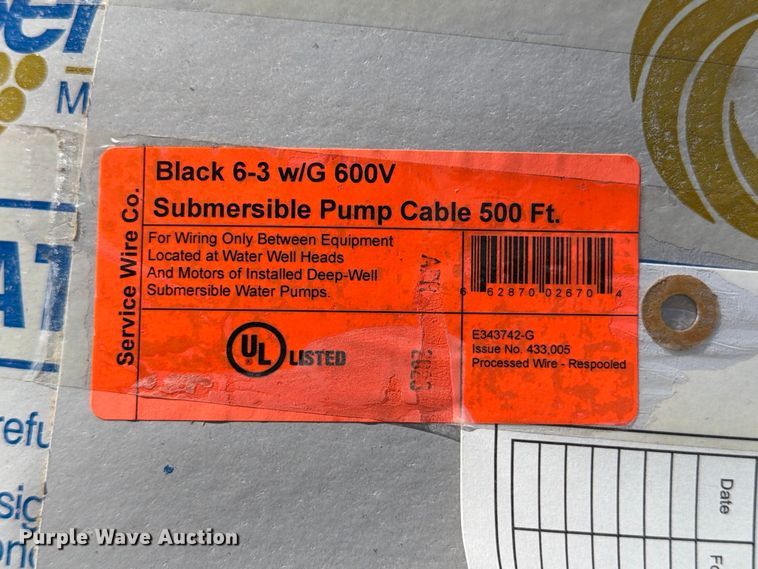 Service Wire Co.
Black 6-3 w/G 600V
Submersible Pump Cable 500 Ft.
For Wiring Only Between Equipment
Located at Water Well Heads
And Motors of Installed Deep-Well
Submersible Water Pumps.
UL LISTED
2023
6 62870 02670 4
E343742-G
Issue No. 433,005
Processed Wire - Respooled
Date
Purple Wave Auction